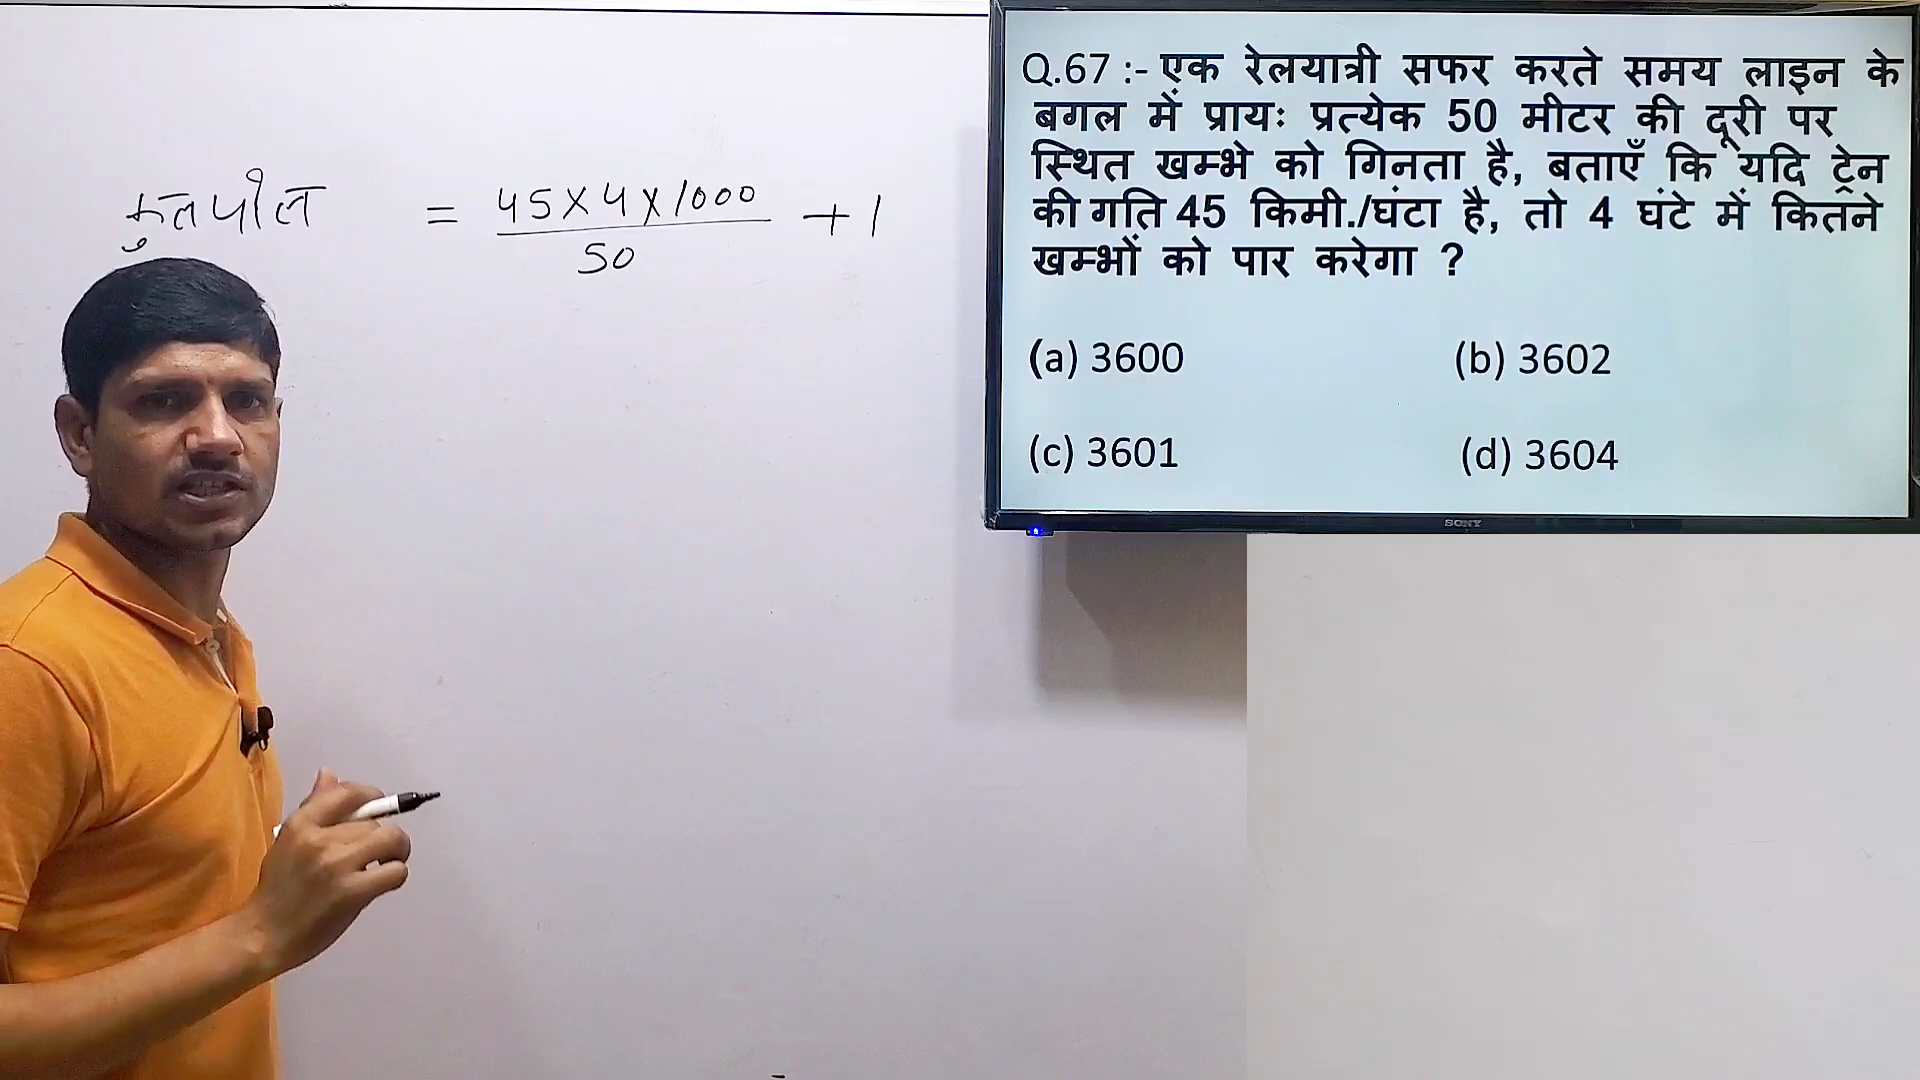 कुल पोल = 45×4×1000 / 50 + 1
Q.67 :- एक रेलयात्री सफर करते समय लाइन के
बगल में प्रायः प्रत्येक 50 मीटर की दूरी पर
स्थित खम्भे को गिनता है, बताएँ कि यदि ट्रेन
की गति 45 किमी./घंटा है, तो 4 घंटे में कितने
खम्भों को पार करेगा ?
(a) 3600 (b) 3602
(c) 3601 (d) 3604
SONY